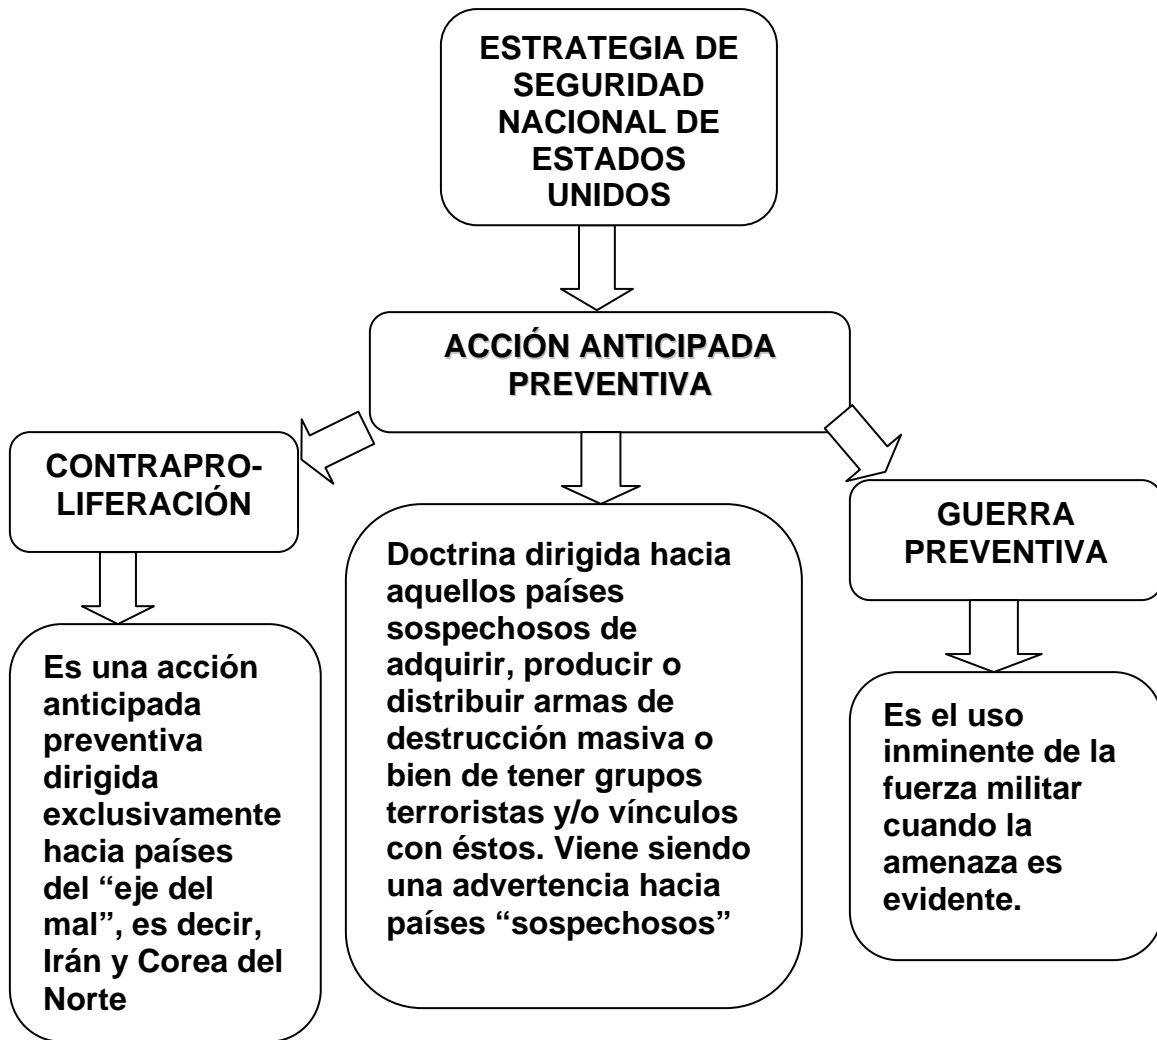 ESTRATEGIA DE
SEGURIDAD
NACIONAL DE
ESTADOS
UNIDOS
ACCIÓN ANTICIPADA
PREVENTIVA
CONTRAPRO-
LIFERACIÓN
GUERRA
PREVENTIVA
Es una acción
anticipada
preventiva
dirigida
exclusivamente
hacia países
del “eje del
mal”, es decir,
Irán y Corea del
Norte
Doctrina dirigida hacia
aquellos países
sospechosos de
adquirir, producir o
distribuir armas de
destrucción masiva o
bien de tener grupos
terroristas y/o vínculos
con éstos. Viene siendo
una advertencia hacia
países “sospechosos”
Es el uso
inminente de la
fuerza militar
cuando la
amenaza es
evidente.